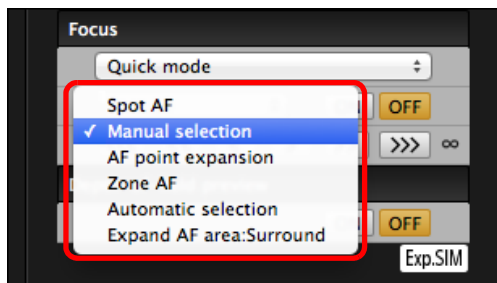 Focus
Quick mode
Spot AF
OFF
✓ Manual selection
>>> ∞
AF point expansion
Zone AF
Automatic selection
OFF
Expand AF area:Surround
Exp.SIM